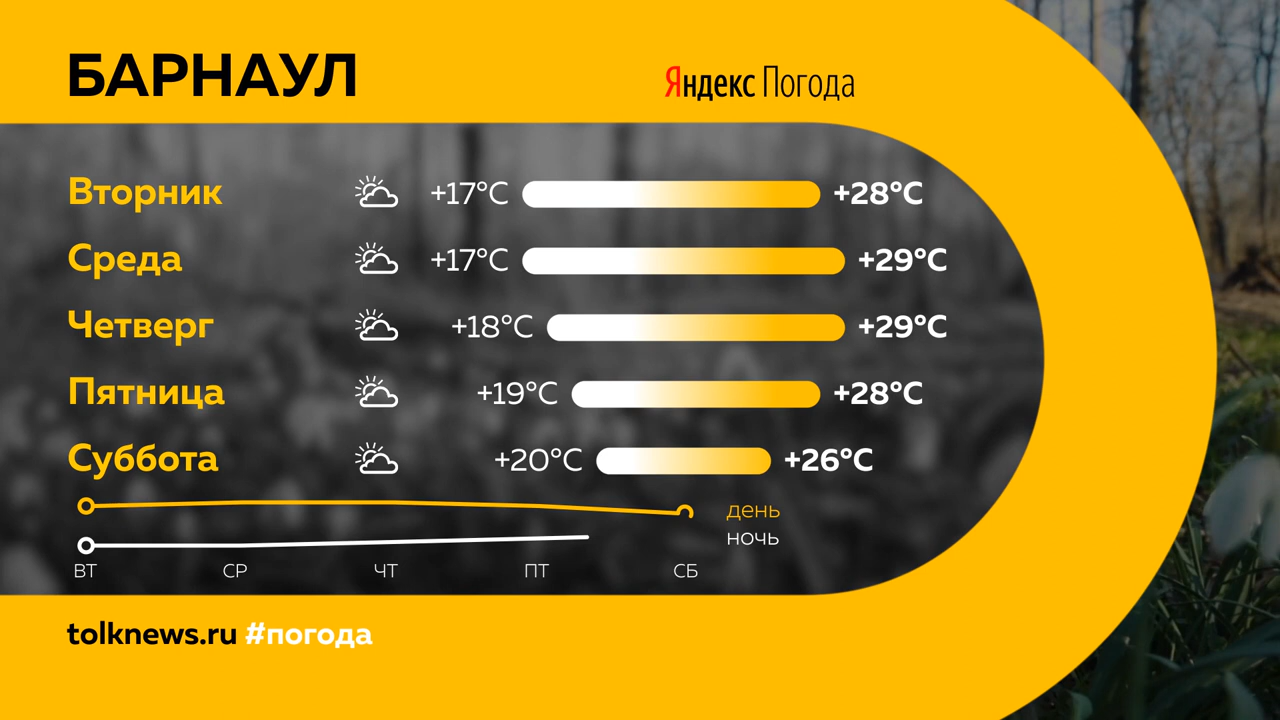 БАРНАУЛ
Яндекс Погода
Вторник +17°C +28°C
Среда +17°C +29°C
Четверг +18°C +29°C
Пятница +19°C +28°C
Суббота +20°C +26°C
день
ночь
ВТ СР ЧТ ПТ СБ
tolknews.ru #погода